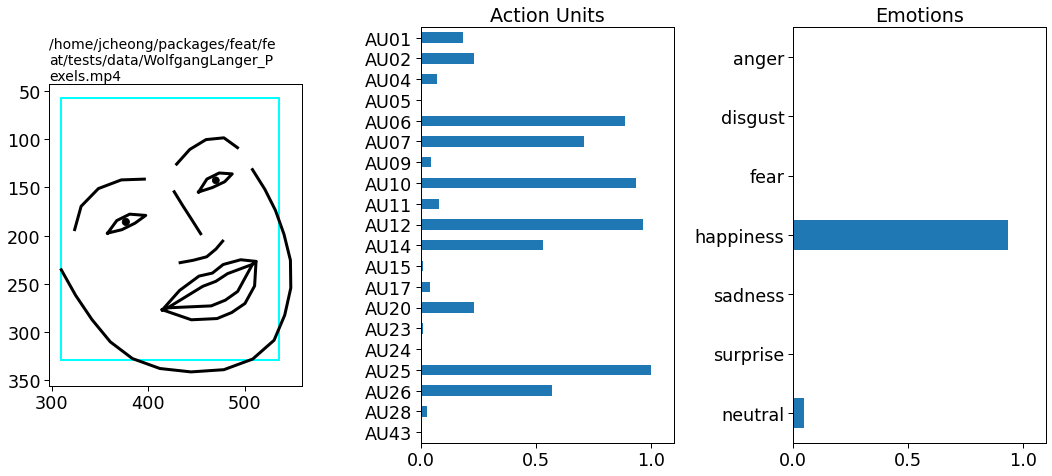 /home/jcheong/packages/feat/fe
at/tests/data/WolfgangLanger_P
exels.mp4
50
100
150
200
250
300
350
300
400
500
Action Units
AU01
AU02
AU04
AU05
AU06
AU07
AU09
AU10
AU11
AU12
AU14
AU15
AU17
AU20
AU23
AU24
AU25
AU26
AU28
AU43
0.0
0.5
1.0
Emotions
anger
disgust
fear
happiness
sadness
surprise
neutral
0.0
0.5
1.0